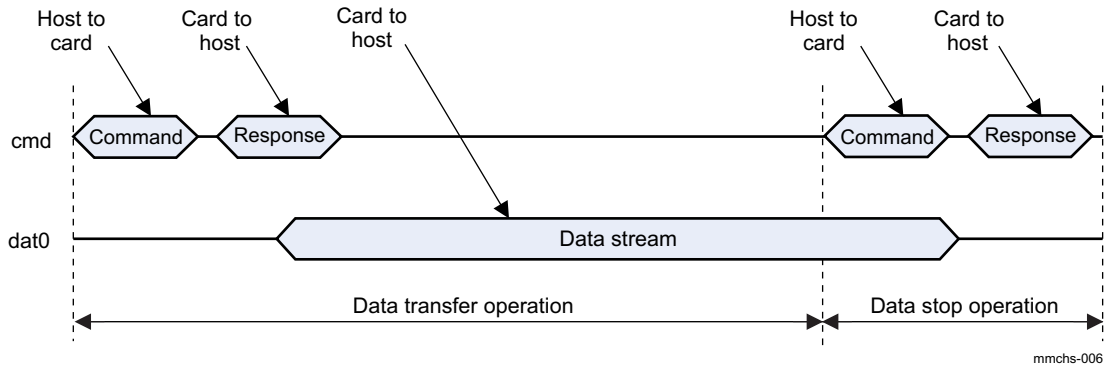 Host to
card
Card to
host
Card to
host
Host to
card
Card to
host
cmd
Command
Response
Command
Response
dat0
Data stream
Data transfer operation
Data stop operation
mmchs-006